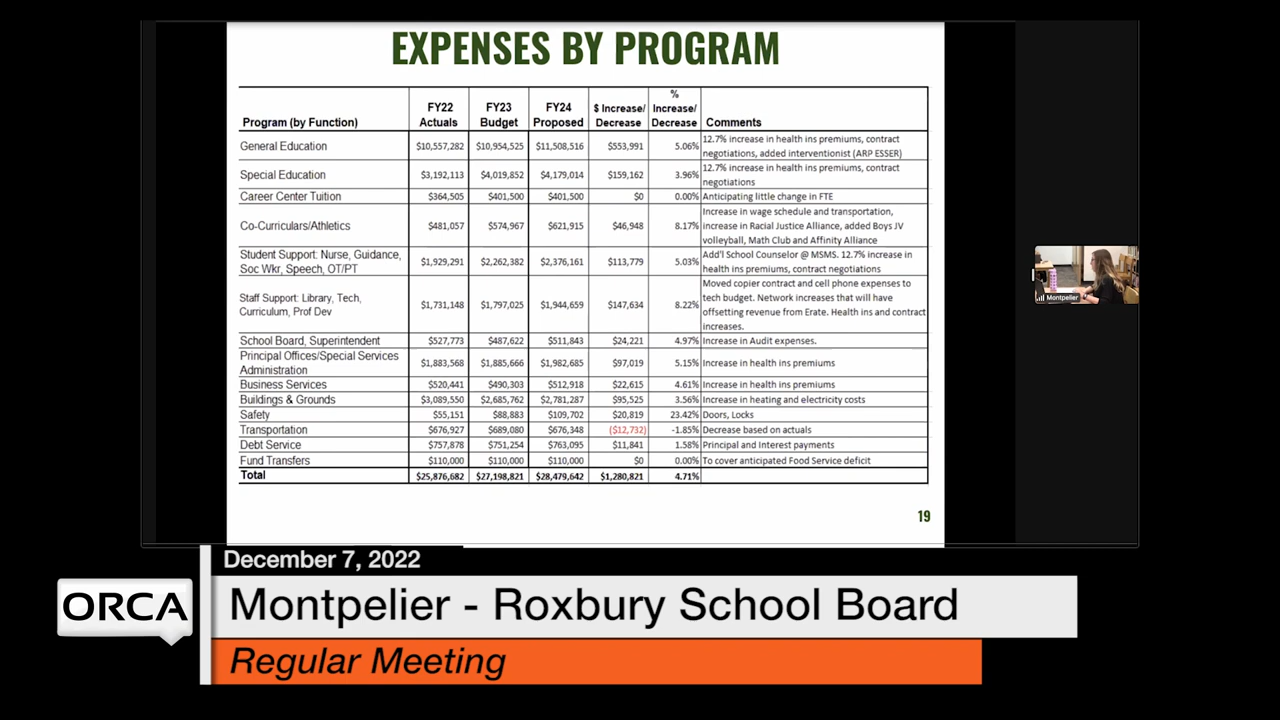 EXPENSES BY PROGRAM
Program (by Function) FY22 Actuals FY23 Budget FY24 Proposed $ Increase/ Decrease % Increase/ Decrease Comments
General Education $10,557,282 $10,954,525 $11,508,516 $553,991 5.06% 12.7% increase in health ins premiums, contract negotiations, added interventionist (ARP ESSER)
Special Education $3,192,113 $4,019,852 $4,179,014 $159,162 3.96% 12.7% increase in health ins premiums, contract negotiations
Career Center Tuition $364,505 $401,500 $401,500 $0 0.00% Anticipating little change in FTE
Co-Curriculars/Athletics $481,057 $574,967 $621,915 $46,948 8.17% Increase in wage schedule and transportation, increase in Racial Justice Alliance, added Boys JV volleyball, Math Club and Affinity Alliance
Student Support: Nurse, Guidance, Soc Wkr, Speech, OT/PT $1,929,291 $2,262,382 $2,376,161 $113,779 5.03% Add'l School Counselor @ MSMS. 12.7% increase in health ins premiums, contract negotiations
Staff Support: Library, Tech, Curriculum, Prof Dev $1,731,148 $1,797,025 $1,944,659 $147,634 8.22% Moved copier contract and cell phone expenses to tech budget. Network increases that will have offsetting revenue from Erate. Health ins and contract increases.
School Board, Superintendent $527,773 $487,622 $511,843 $24,221 4.97% Increase in Audit expenses.
Principal Offices/Special Services Administration $1,883,568 $1,885,666 $1,982,685 $97,019 5.15% Increase in health ins premiums
Business Services $520,441 $490,303 $512,918 $22,615 4.61% Increase in health ins premiums
Buildings & Grounds $3,089,550 $2,685,762 $2,781,287 $95,525 3.56% Increase in heating and electricity costs
Safety $55,151 $88,883 $109,702 $20,819 23.42% Doors, Locks
Transportation $676,927 $689,080 $676,348 ($12,732) -1.85% Decrease based on actuals
Debt Service $757,878 $751,254 $763,095 $11,841 1.58% Principal and Interest payments
Fund Transfers $110,000 $110,000 $110,000 $0 0.00% To cover anticipated Food Service deficit
Total $25,876,682 $27,198,821 $28,479,642 $1,280,821 4.71%
19
Montpelier
December 7, 2022
ORCA
Montpelier - Roxbury School Board
Regular Meeting